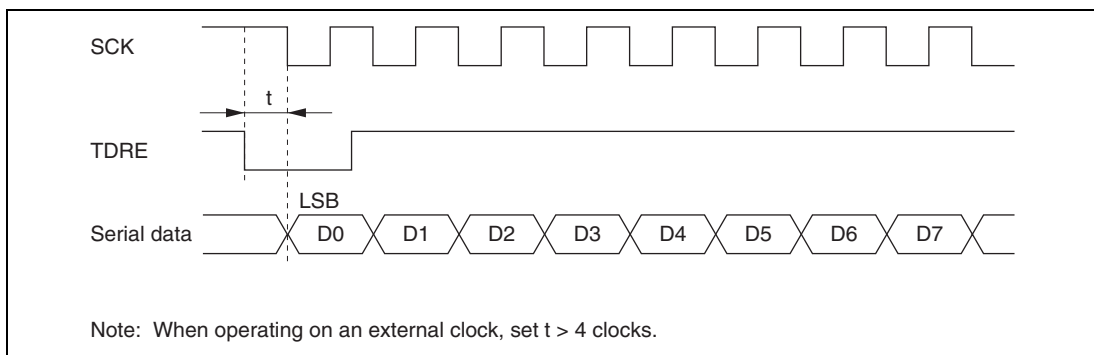 SCK
t
TDRE
LSB
Serial data D0 D1 D2 D3 D4 D5 D6 D7
Note: When operating on an external clock, set t > 4 clocks.